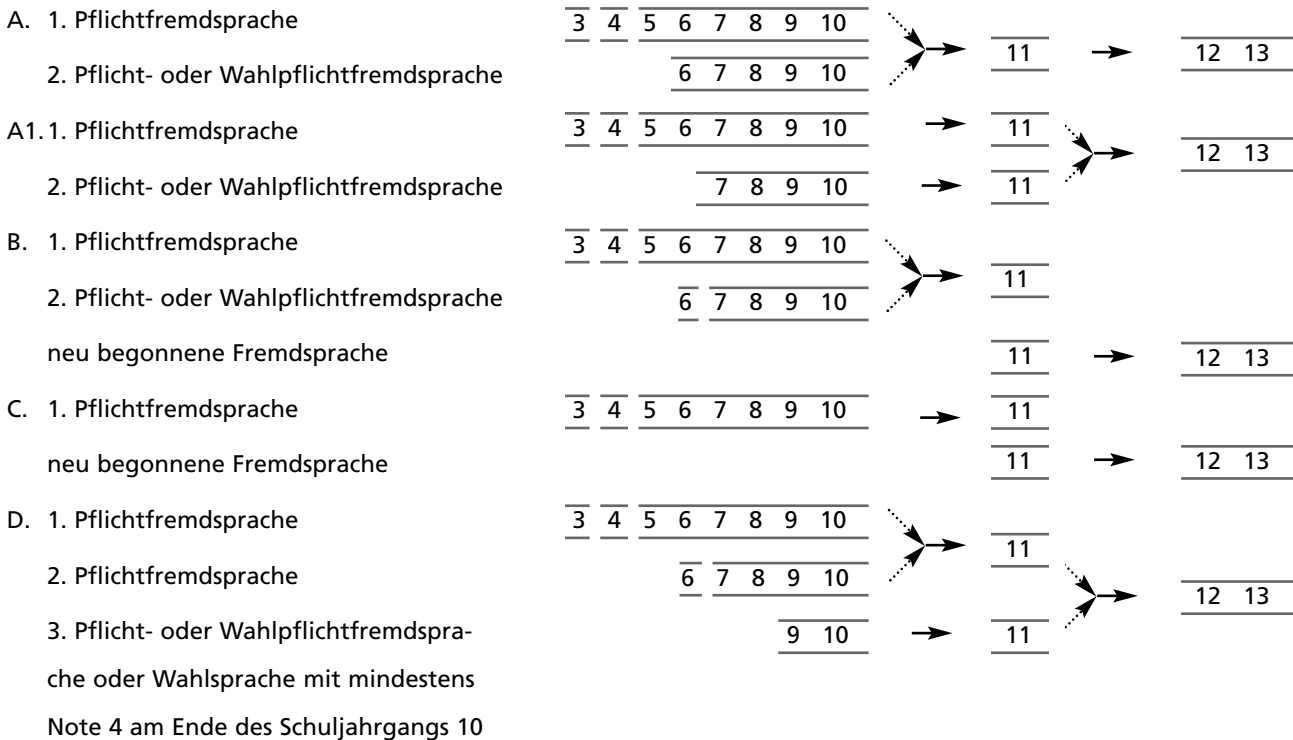 A. 1. Pflichtfremdsprache 3 4 5 6 7 8 9 10 11 12 13
2. Pflicht- oder Wahlpflichtfremdsprache 6 7 8 9 10
A1. 1. Pflichtfremdsprache 3 4 5 6 7 8 9 10 11 12 13
2. Pflicht- oder Wahlpflichtfremdsprache 7 8 9 10 11
B. 1. Pflichtfremdsprache 3 4 5 6 7 8 9 10 11
2. Pflicht- oder Wahlpflichtfremdsprache 6 7 8 9 10
neu begonnene Fremdsprache 11 12 13
C. 1. Pflichtfremdsprache 3 4 5 6 7 8 9 10 11
neu begonnene Fremdsprache 11 12 13
D. 1. Pflichtfremdsprache 3 4 5 6 7 8 9 10 11
2. Pflichtfremdsprache 6 7 8 9 10 12 13
3. Pflicht- oder Wahlpflichtfremdspra- 9 10 11
che oder Wahlsprache mit mindestens
Note 4 am Ende des Schuljahrgangs 10